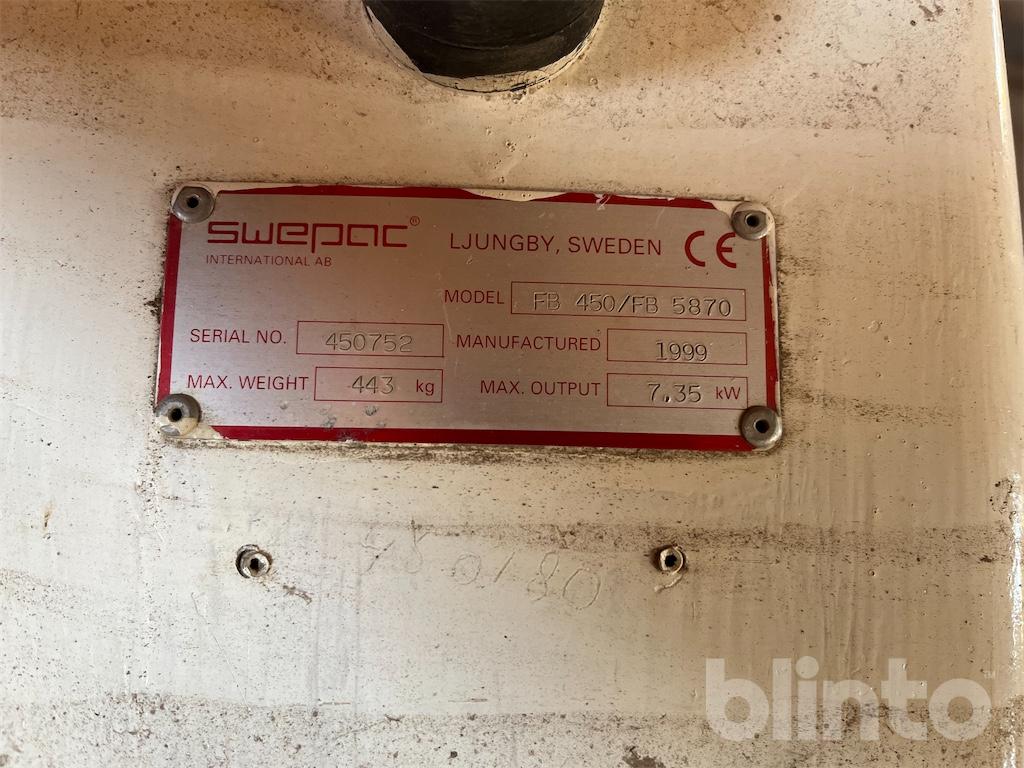 swepac® LJUNGBY, SWEDEN CE
INTERNATIONAL AB
MODEL FB 450/FB 5870
SERIAL NO. 450752 MANUFACTURED 1999
MAX. WEIGHT 443 kg MAX. OUTPUT 7,35 kW
blinto™